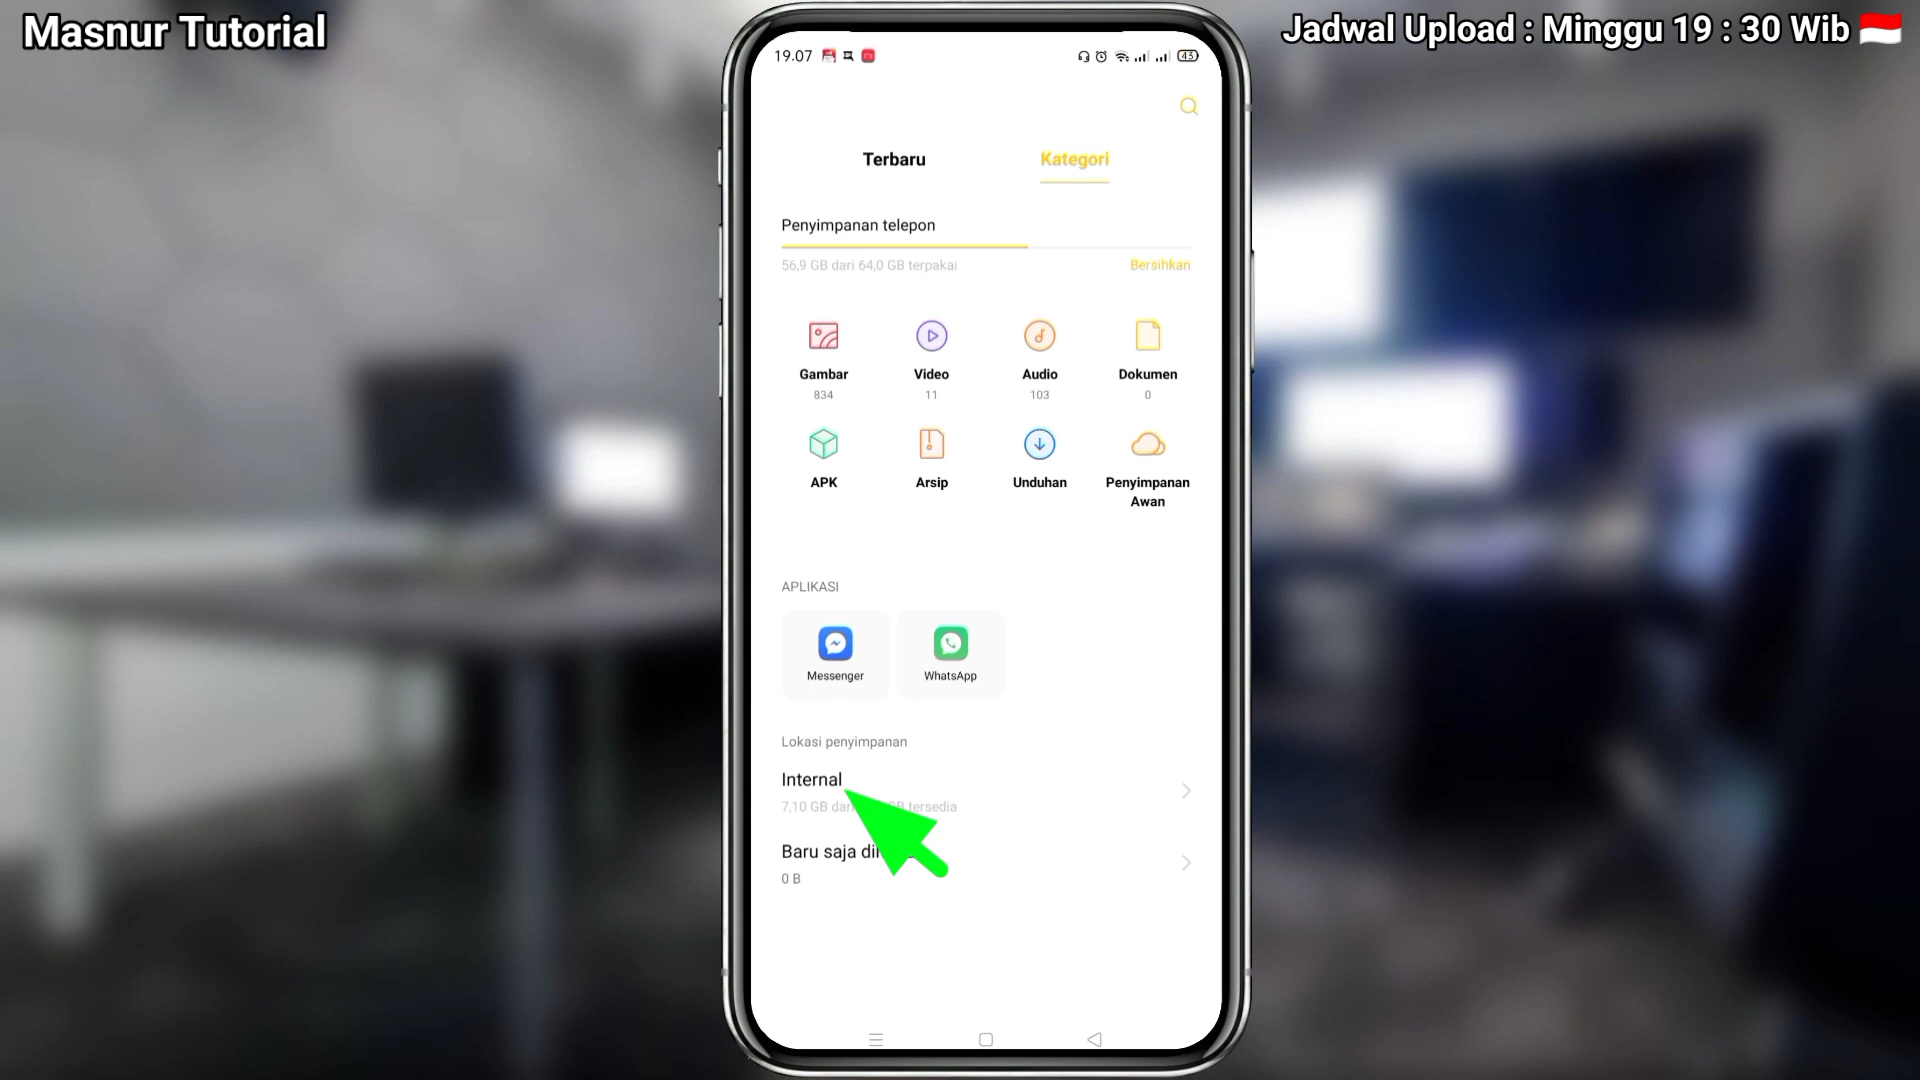 Masnur Tutorial
Jadwal Upload : Minggu 19 : 30 Wib
19.07
43
Terbaru
Kategori
Penyimpanan telepon
56,9 GB dari 64,0 GB terpakai
Bersihkan
Gambar
834
Video
11
Audio
103
Dokumen
0
APK
Arsip
Unduhan
Penyimpanan
Awan
APLIKASI
Messenger
WhatsApp
Lokasi penyimpanan
Internal
7,10 GB dari GB tersedia
Baru saja
0 B